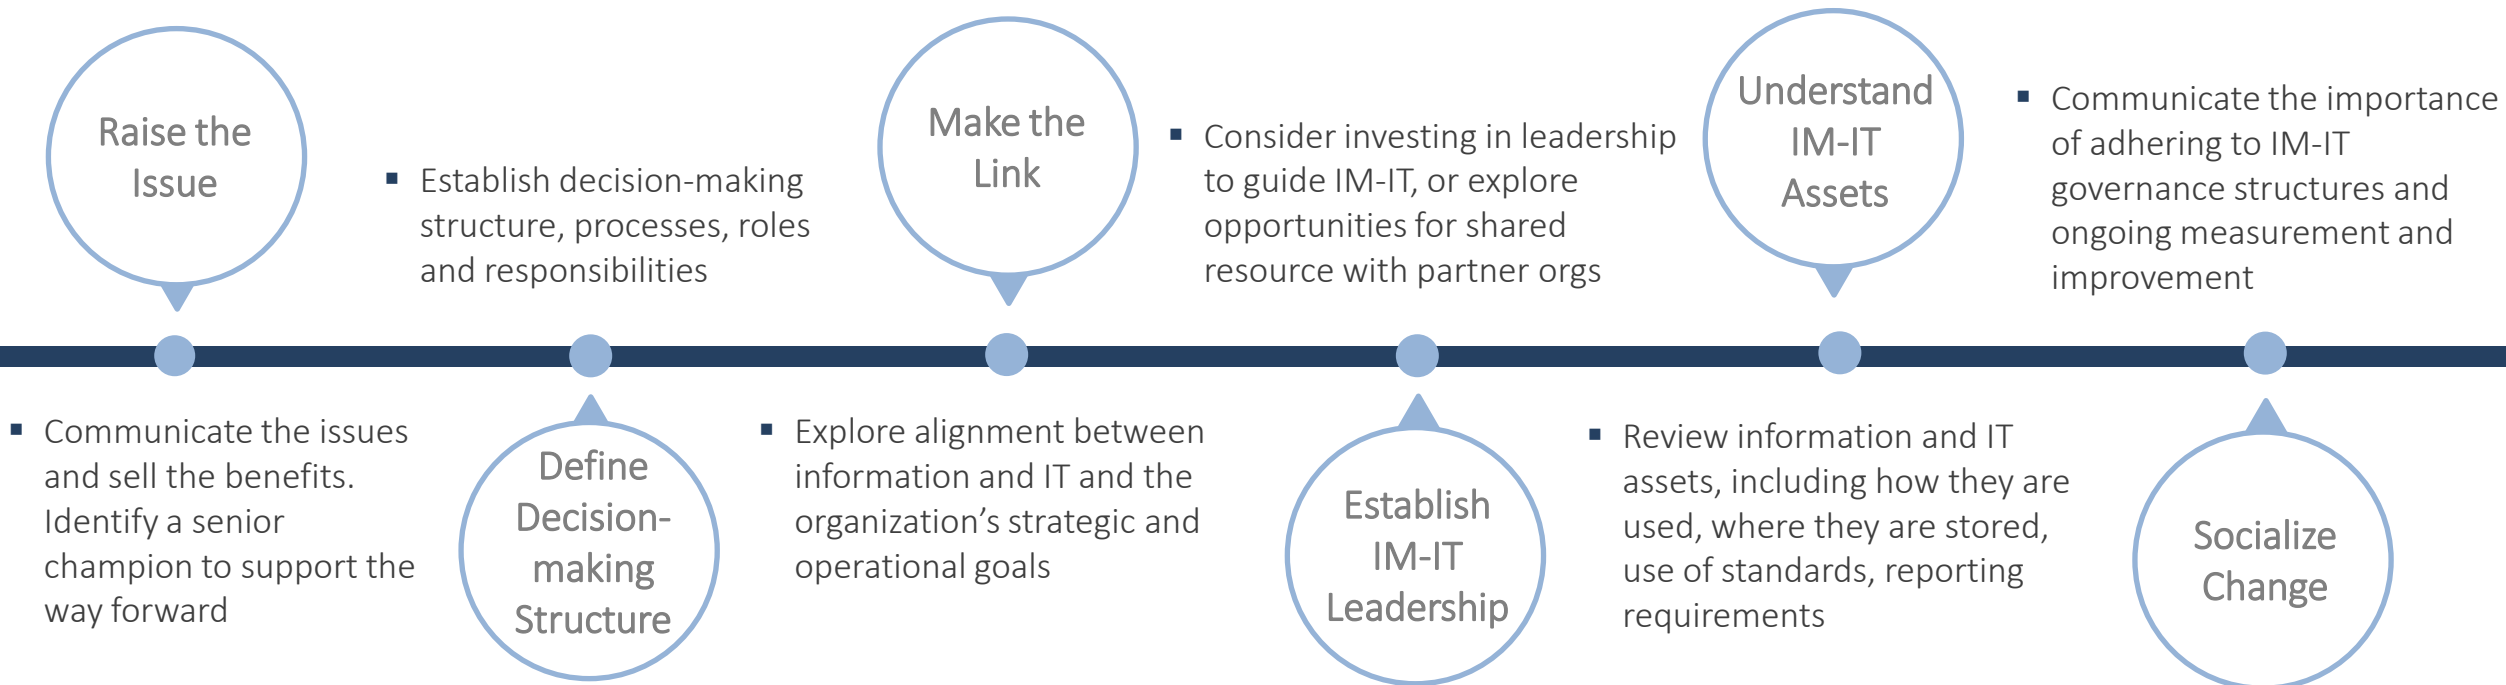 Raise the
Issue
▪ Communicate the issues
and sell the benefits.
Identify a senior
champion to support the
way forward
▪ Establish decision-making
structure, processes, roles
and responsibilities
Define
Decision-
making
Structure
Make the
Link
▪ Explore alignment between
information and IT and the
organization’s strategic and
operational goals
▪ Consider investing in leadership
to guide IM-IT, or explore
opportunities for shared
resource with partner orgs
Establish
IM-IT
Leadership
Understand
IM-IT
Assets
▪ Review information and IT
assets, including how they are
used, where they are stored,
use of standards, reporting
requirements
▪ Communicate the importance
of adhering to IM-IT
governance structures and
ongoing measurement and
improvement
Socialize
Change